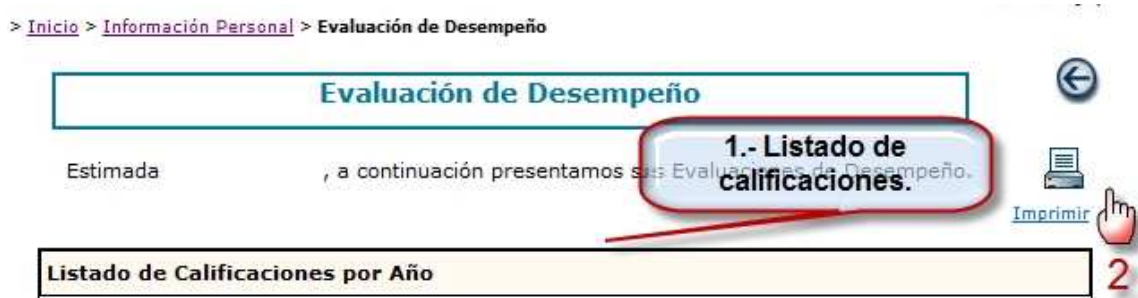 > Inicio > Información Personal > Evaluación de Desempeño
Evaluación de Desempeño
Estimada , a continuación presentamos sus Evaluaciones de Desempeño.
1.- Listado de
calificaciones.
Imprimir
2
Listado de Calificaciones por Año